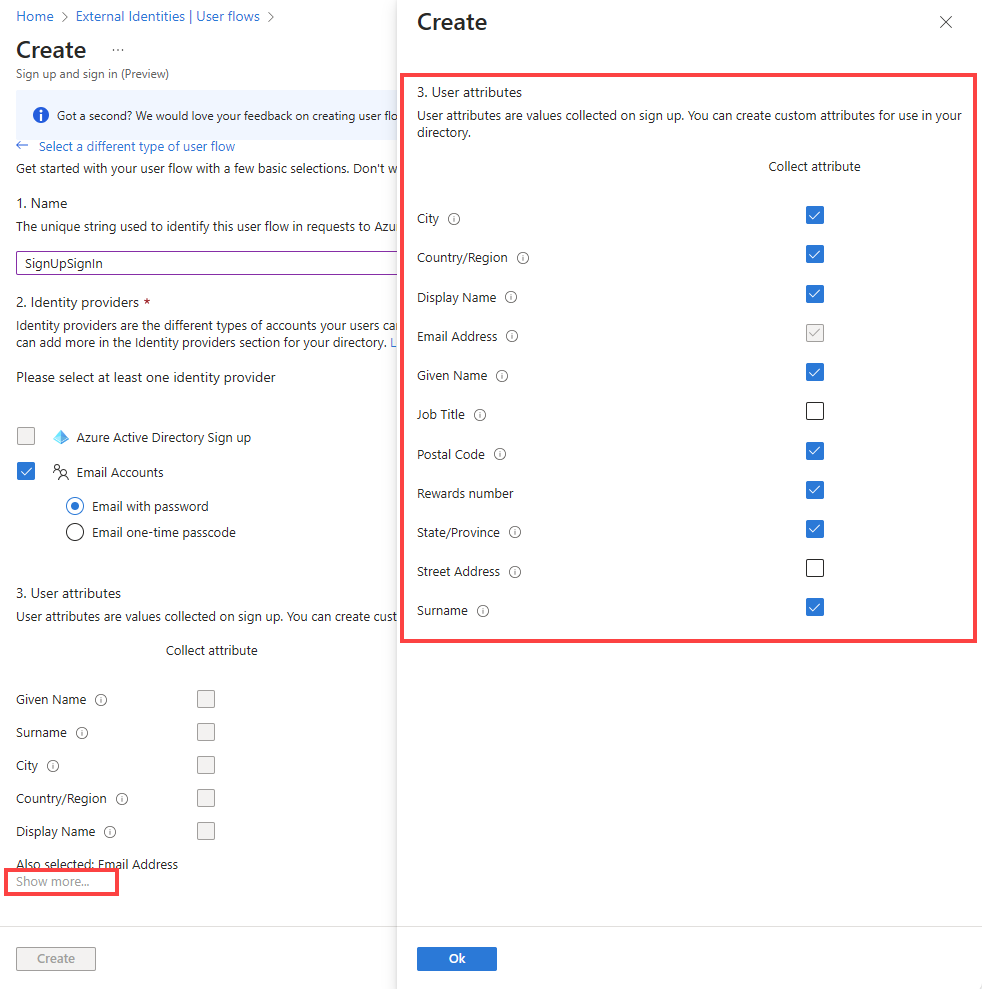 Home > External Identities | User flows >
Create ...
Sign up and sign in (Preview)
Got a second? We would love your feedback on creating user flo
Select a different type of user flow
Get started with your user flow with a few basic selections. Don't w
1. Name
The unique string used to identify this user flow in requests to Azu
SignUpSignIn
2. Identity providers *
Identity providers are the different types of accounts your users ca
can add more in the Identity providers section for your directory. L
Please select at least one identity provider
Azure Active Directory Sign up
Email Accounts
Email with password
Email one-time passcode
3. User attributes
User attributes are values collected on sign up. You can create cust
Collect attribute
Given Name
Surname
City
Country/Region
Display Name
Also selected: Email Address
Show more...
Create
Create
3. User attributes
User attributes are values collected on sign up. You can create custom attributes for use in your
directory.
Collect attribute
City
Country/Region
Display Name
Email Address
Given Name
Job Title
Postal Code
Rewards number
State/Province
Street Address
Surname
Ok